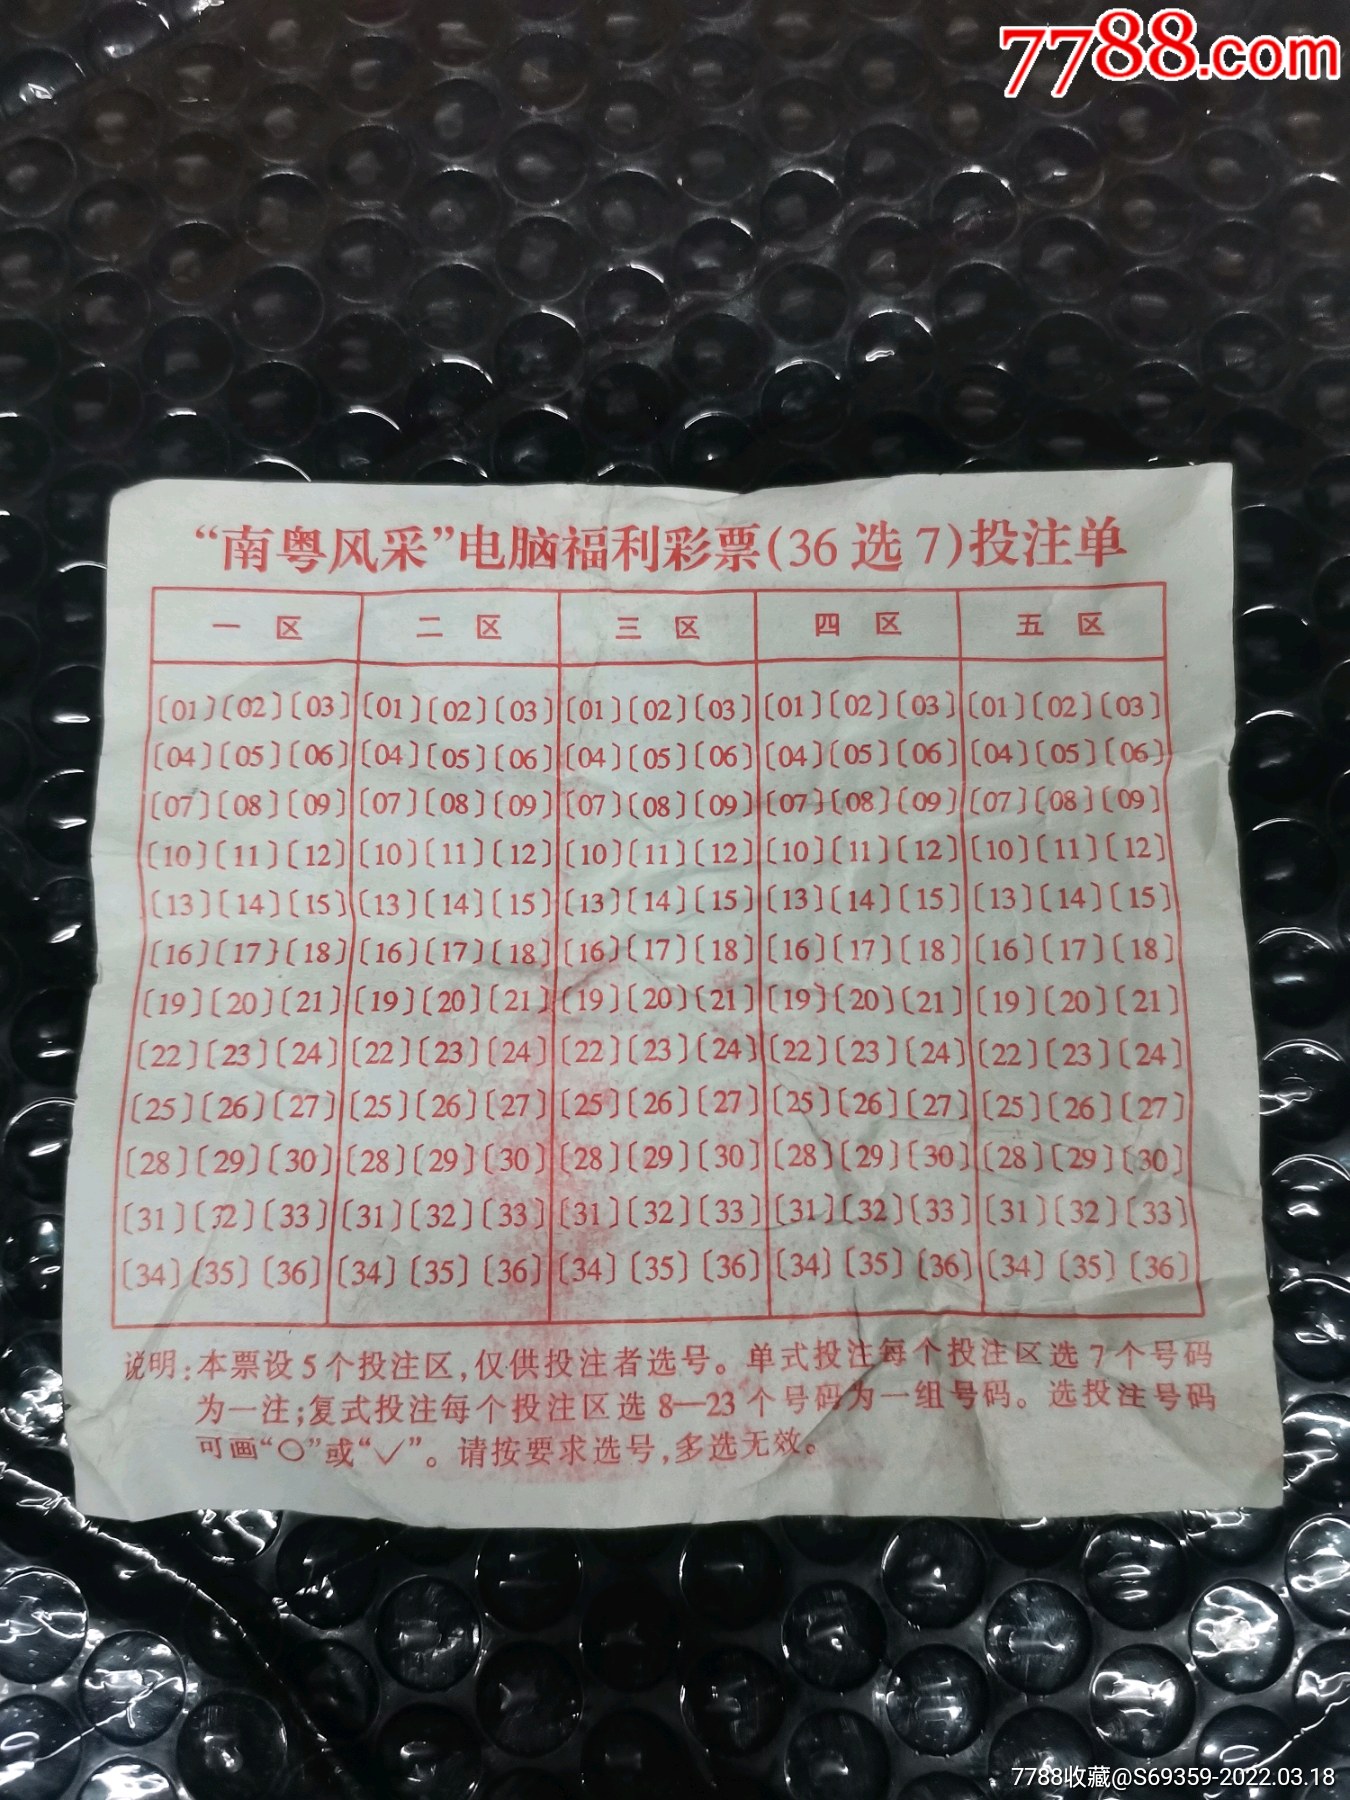 7788.com
“南粤风采”电脑福利彩票(36选7)投注单
一 区 二 区 三 区 四 区 五 区
〔01〕〔02〕〔03〕 〔01〕〔02〕〔03〕 〔01〕〔02〕〔03〕 〔01〕〔02〕〔03〕 〔01〕〔02〕〔03〕
〔04〕〔05〕〔06〕 〔04〕〔05〕〔06〕 〔04〕〔05〕〔06〕 〔04〕〔05〕〔06〕 〔04〕〔05〕〔06〕
〔07〕〔08〕〔09〕 〔07〕〔08〕〔09〕 〔07〕〔08〕〔09〕 〔07〕〔08〕〔09〕 〔07〕〔08〕〔09〕
〔10〕〔11〕〔12〕 〔10〕〔11〕〔12〕 〔10〕〔11〕〔12〕 〔10〕〔11〕〔12〕 〔10〕〔11〕〔12〕
〔13〕〔14〕〔15〕 〔13〕〔14〕〔15〕 〔13〕〔14〕〔15〕 〔13〕〔14〕〔15〕 〔13〕〔14〕〔15〕
〔16〕〔17〕〔18〕 〔16〕〔17〕〔18〕 〔16〕〔17〕〔18〕 〔16〕〔17〕〔18〕 〔16〕〔17〕〔18〕
〔19〕〔20〕〔21〕 〔19〕〔20〕〔21〕 〔19〕〔20〕〔21〕 〔19〕〔20〕〔21〕 〔19〕〔20〕〔21〕
〔22〕〔23〕〔24〕 〔22〕〔23〕〔24〕 〔22〕〔23〕〔24〕 〔22〕〔23〕〔24〕 〔22〕〔23〕〔24〕
〔25〕〔26〕〔27〕 〔25〕〔26〕〔27〕 〔25〕〔26〕〔27〕 〔25〕〔26〕〔27〕 〔25〕〔26〕〔27〕
〔28〕〔29〕〔30〕 〔28〕〔29〕〔30〕 〔28〕〔29〕〔30〕 〔28〕〔29〕〔30〕 〔28〕〔29〕〔30〕
〔31〕〔32〕〔33〕 〔31〕〔32〕〔33〕 〔31〕〔32〕〔33〕 〔31〕〔32〕〔33〕 〔31〕〔32〕〔33〕
〔34〕〔35〕〔36〕 〔34〕〔35〕〔36〕 〔34〕〔35〕〔36〕 〔34〕〔35〕〔36〕 〔34〕〔35〕〔36〕
说明:本票设5个投注区,仅供投注者选号。单式投注每个投注区选7个号码
为一注;复式投注每个投注区选8—23个号码为一组号码。选投注号码
可画“○”或“✓”。请按要求选号,多选无效。
7788收藏@S69359-2022.03.18